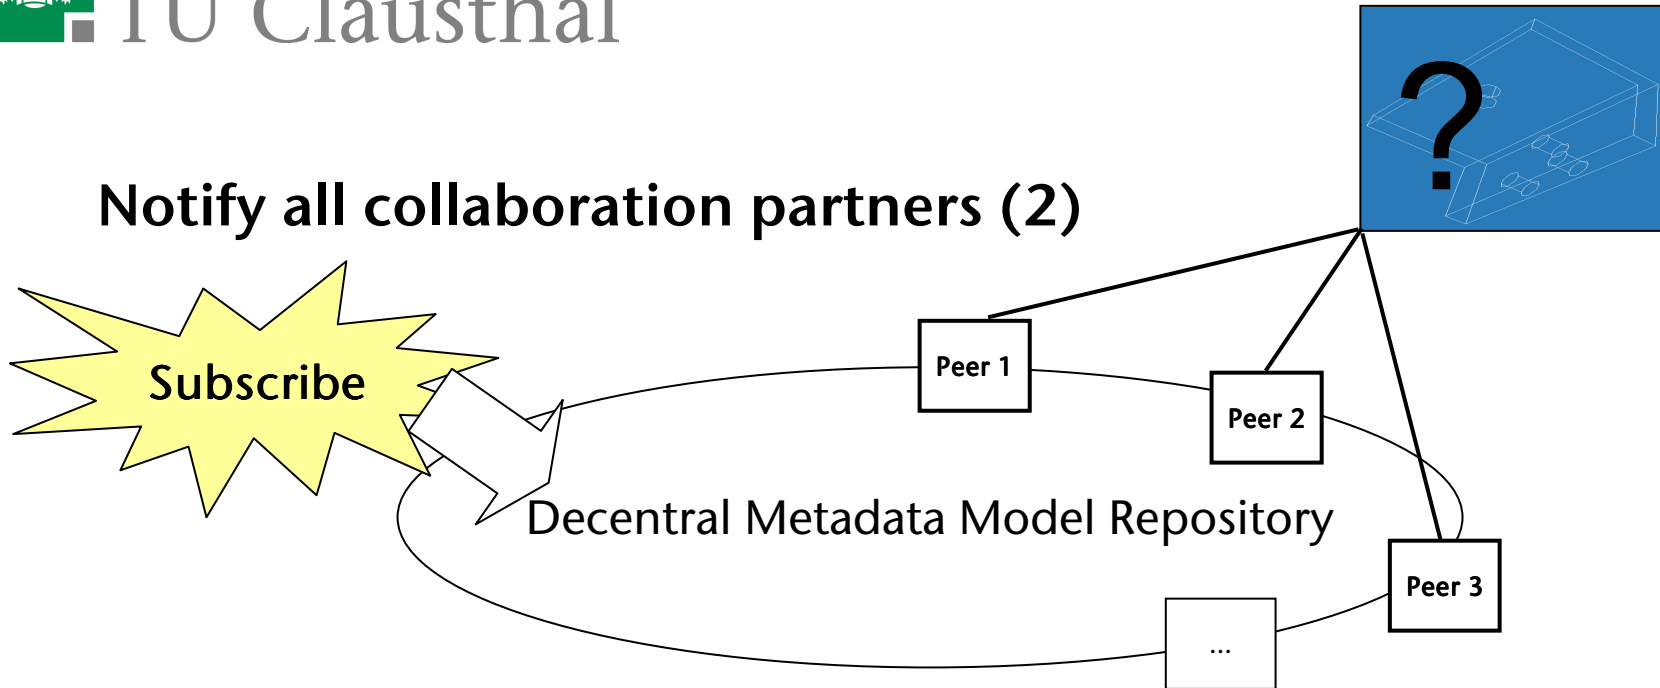 TU Clausthal
?
Notify all collaboration partners (2)
Subscribe
Peer 1
Peer 2
Decentral Metadata Model Repository
Peer 3
...